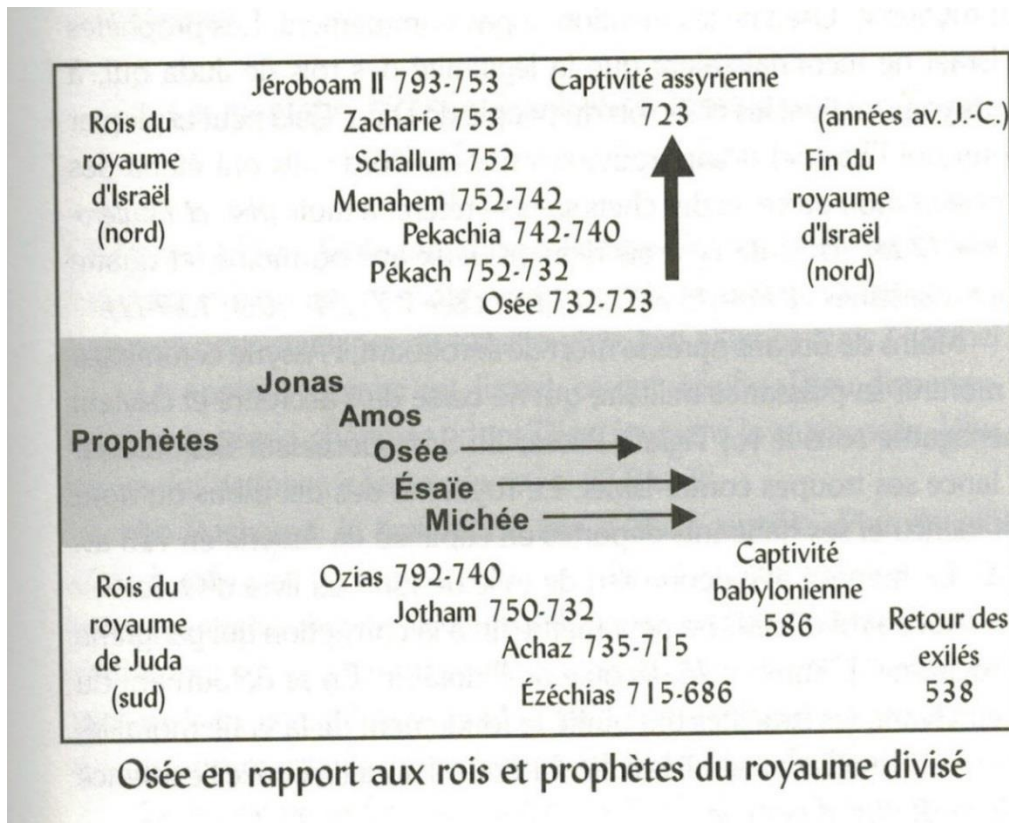 Jéroboam II 793-753
Captivité assyrienne
Rois du
Zacharie 753
723
(années av. J.-C.)
royaume
Schallum 752
Fin du
d'Israël
Menahem 752-742
royaume
(nord)
Pekachia 742-740
d'Israël
Pékach 752-732
(nord)
Osée 732-723
Jonas
Amos
Prophètes
Osée
Ésaïe
Michée
Rois du
Ozias 792-740
Captivité
royaume
Jotham 750-732
babylonienne
de Juda
Achaz 735-715
586
Retour des
(sud)
Ézéchias 715-686
exilés
538
Osée en rapport aux rois et prophètes du royaume divisé